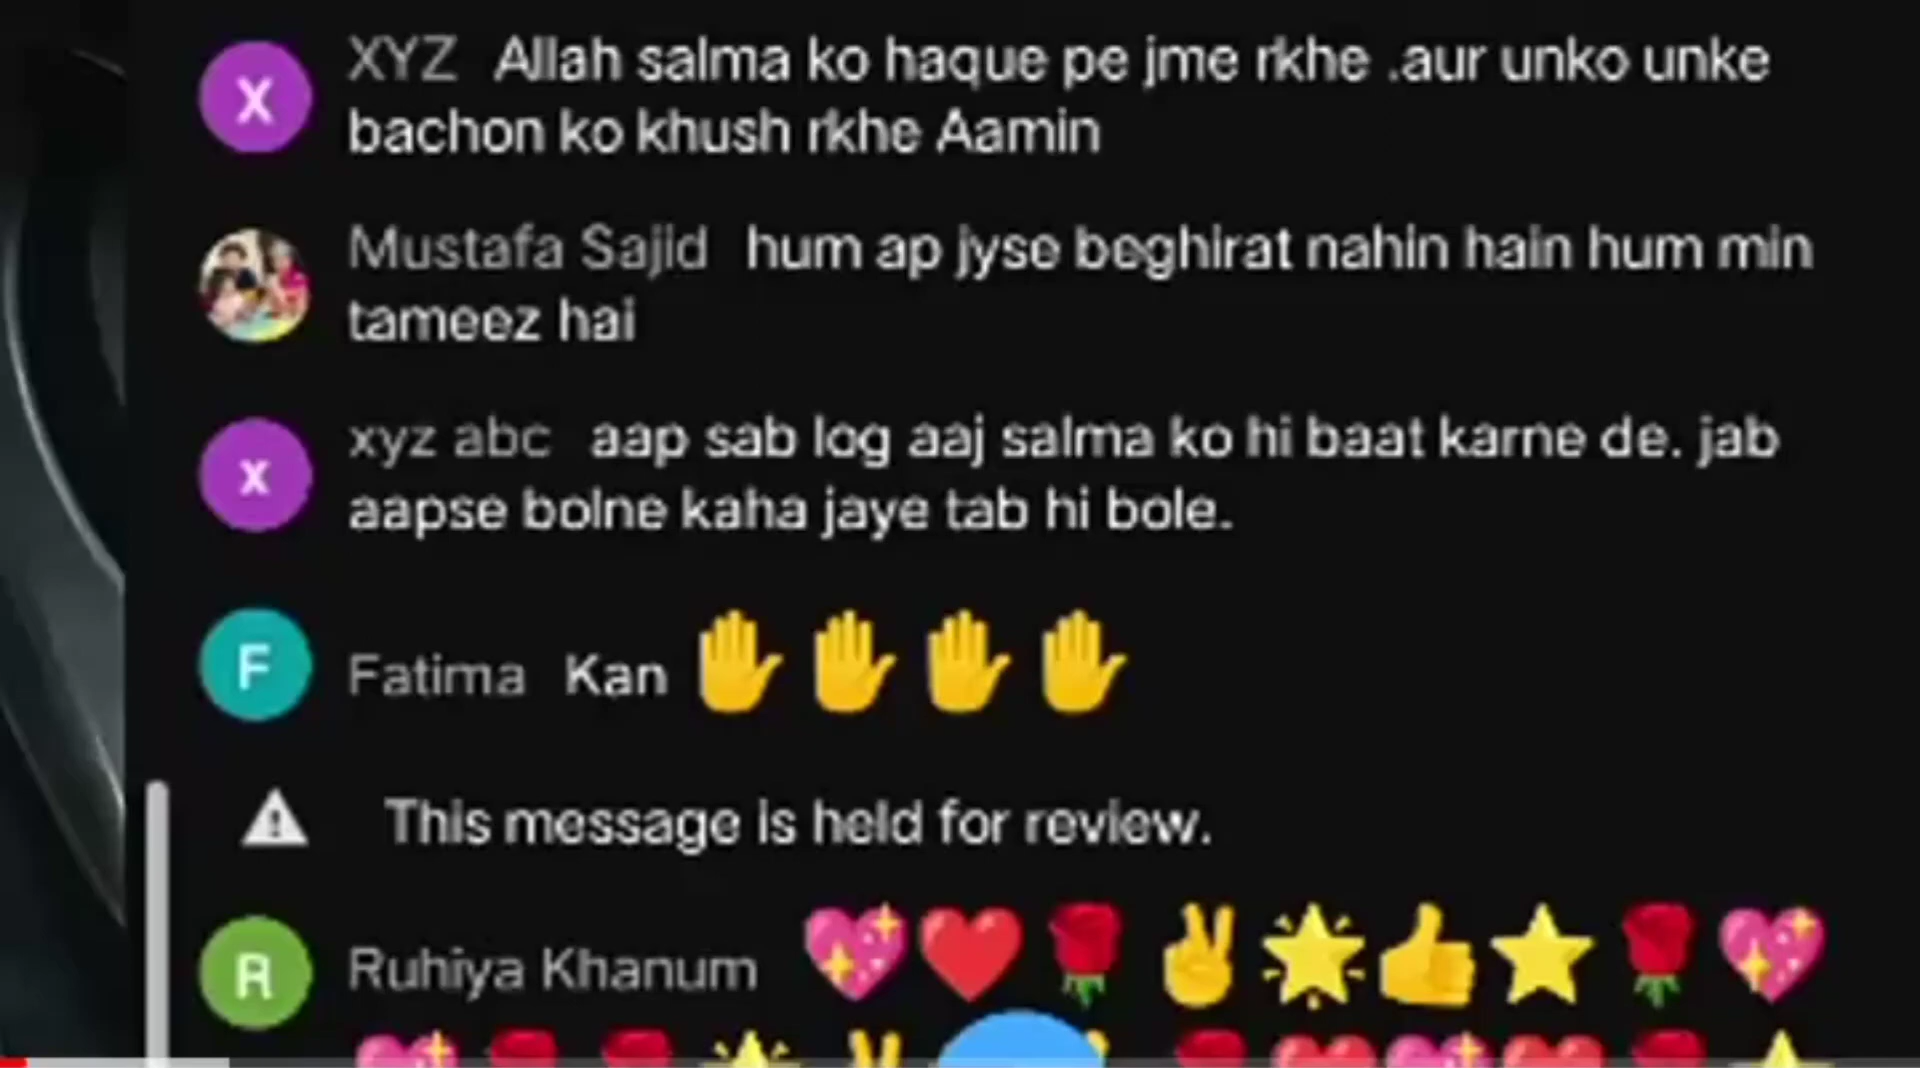 X XYZ Allah salma ko haque pe jme rkhe .aur unko unke
bachon ko khush rkhe Aamin
Mustafa Sajid hum ap jyse beghirat nahin hain hum min
tameez hai
x xyz abc aap sab log aaj salma ko hi baat karne de. jab
aapse bolne kaha jaye tab hi bole.
F Fatima Kan ✋✋✋✋
This message is held for review.
R Ruhiya Khanum 💖❤️🌹✌️🌟👍⭐🌹💖